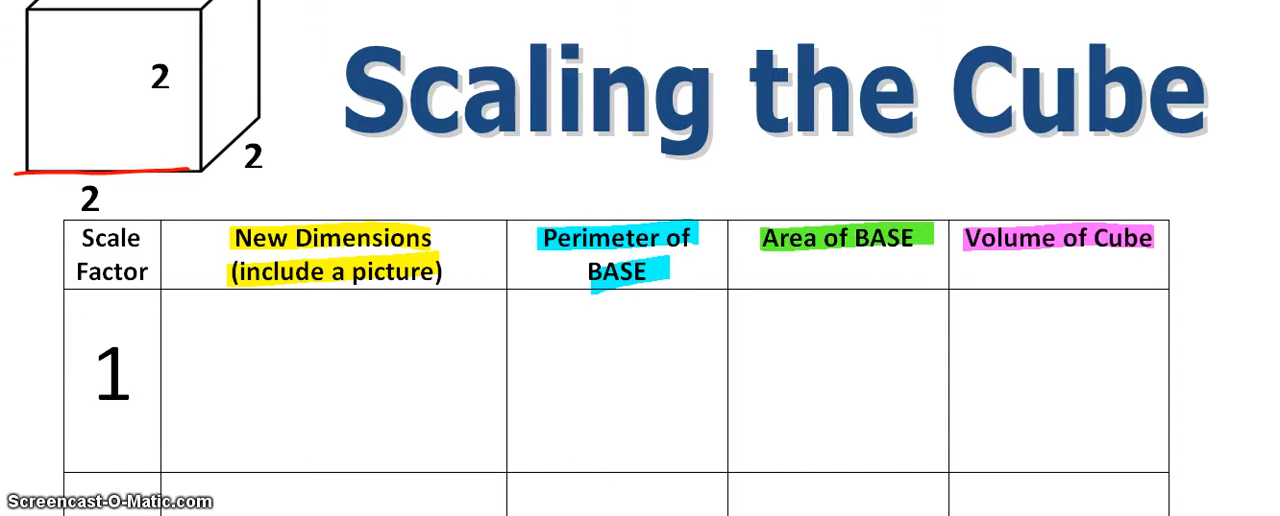 2
Scaling the Cube
2
2
Scale
Factor
New Dimensions
(include a picture)
Perimeter of
BASE
Area of BASE
Volume of Cube
1
Screencast-O-Matic.com